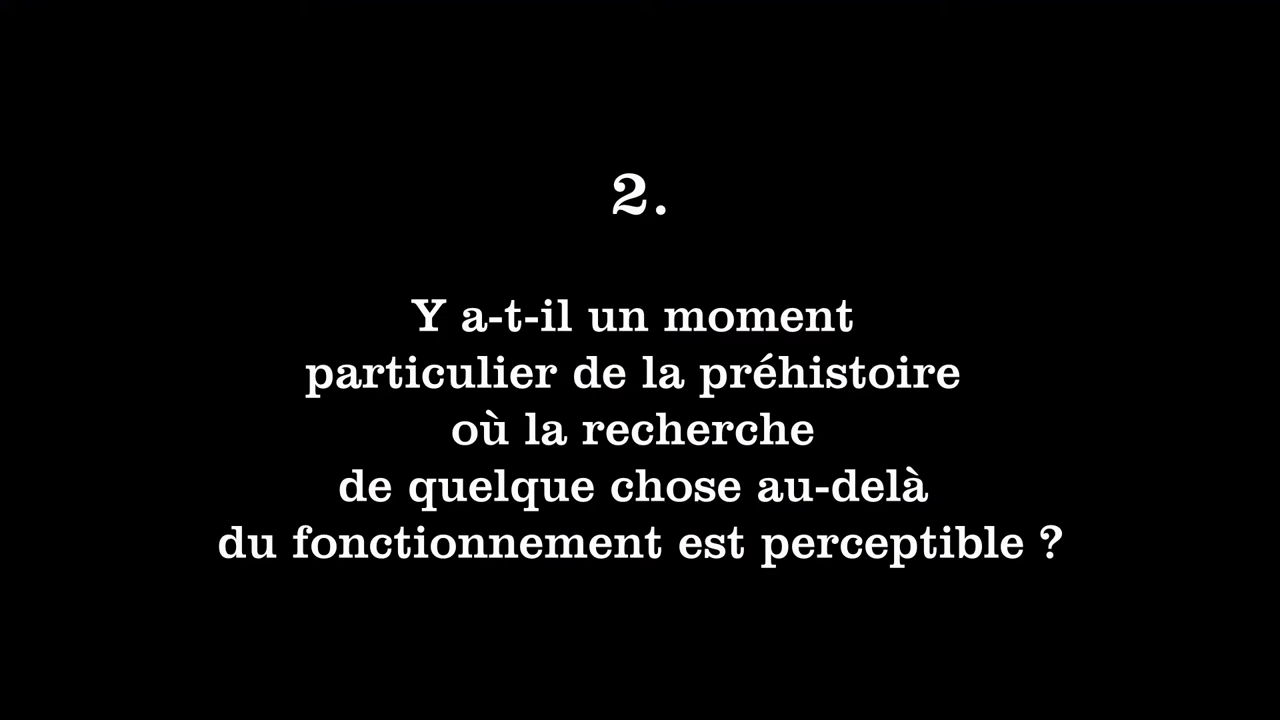 2.
Y a-t-il un moment
particulier de la préhistoire
où la recherche
de quelque chose au-delà
du fonctionnement est perceptible ?